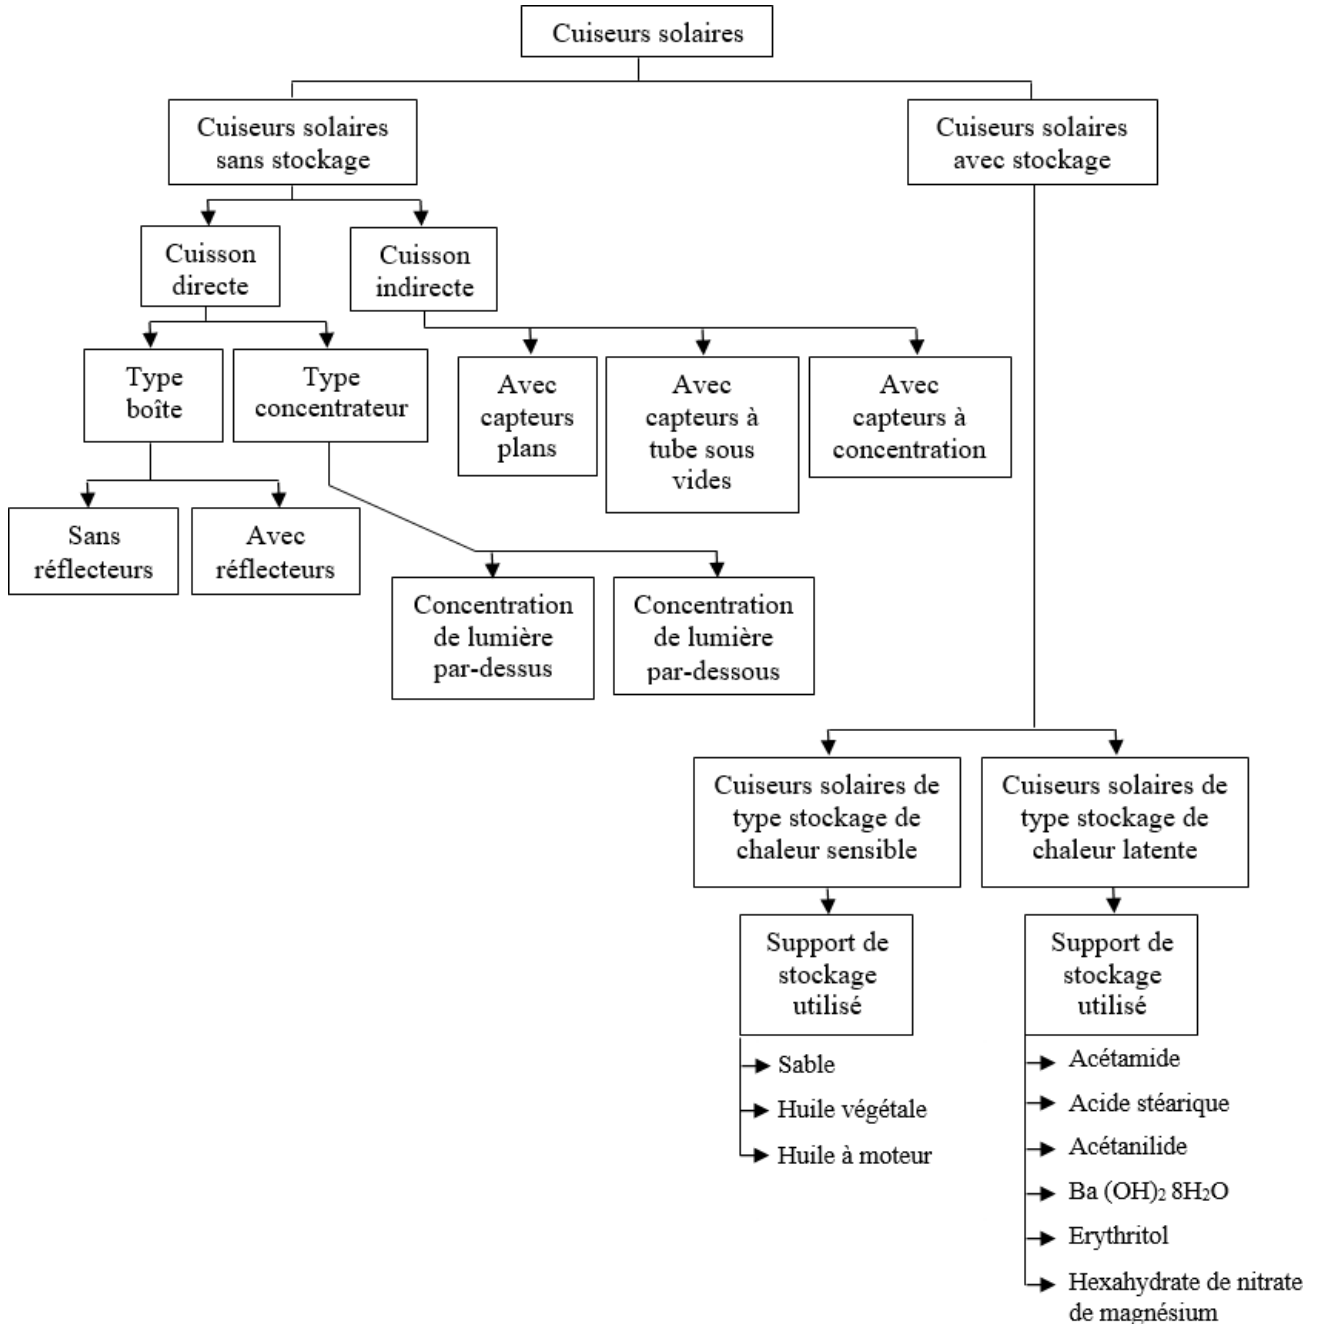 Cuiseurs solaires
Cuiseurs solaires
sans stockage
Cuiseurs solaires
avec stockage
Cuisson
directe
Cuisson
indirecte
Type
boîte
Type
concentrateur
Avec
capteurs
plans
Avec
capteurs à
tube sous
vides
Avec
capteurs à
concentration
Sans
réflecteurs
Avec
réflecteurs
Concentration
de lumière
par-dessus
Concentration
de lumière
par-dessous
Cuiseurs solaires de
type stockage de
chaleur sensible
Cuiseurs solaires de
type stockage de
chaleur latente
Support de
stockage
utilisé
Support de
stockage
utilisé
Sable
Huile végétale
Huile à moteur
Acétamide
Acide stéarique
Acétanilide
Ba (OH)₂ 8H₂O
Erythritol
Hexahydrate de nitrate
de magnésium